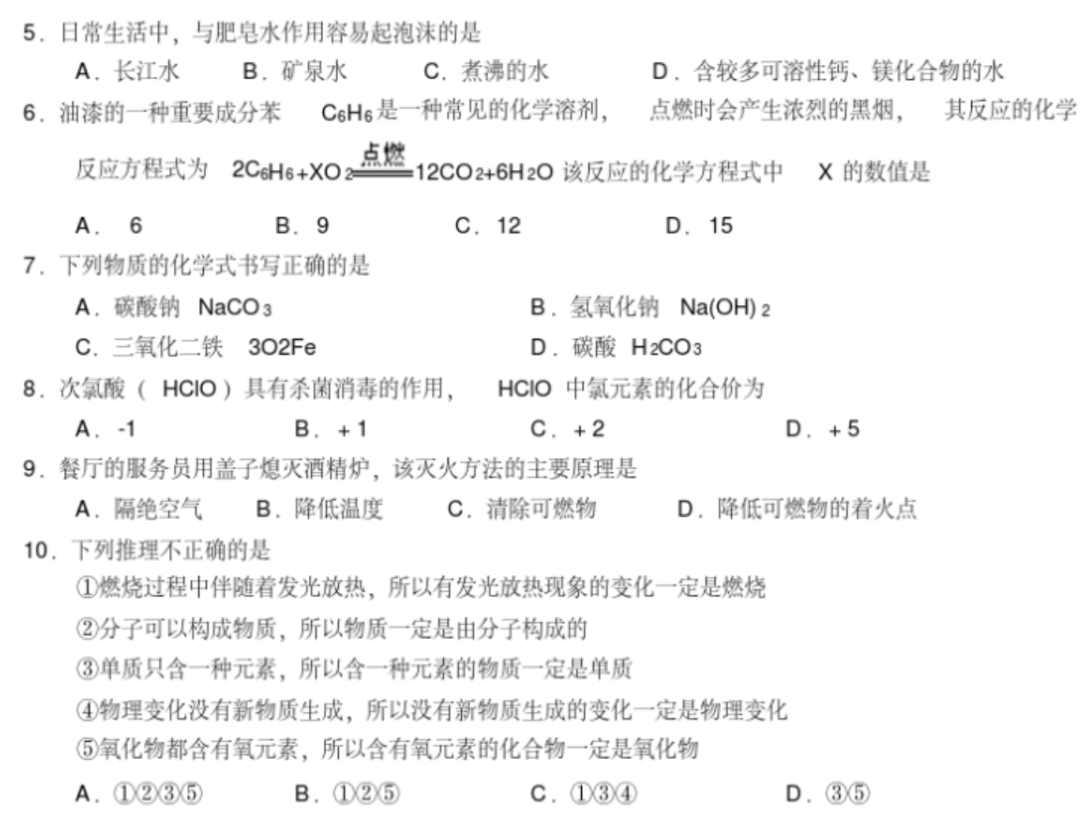 5．日常生活中，与肥皂水作用容易起泡沫的是
A．长江水 B．矿泉水 C．煮沸的水 D．含较多可溶性钙、镁化合物的水
6．油漆的一种重要成分苯 C6H6 是一种常见的化学溶剂， 点燃时会产生浓烈的黑烟， 其反应的化学
反应方程式为 2C6H6+XO2 点燃 ═══ 12CO2+6H2O 该反应的化学方程式中 X 的数值是
A． 6 B．9 C．12 D．15
7．下列物质的化学式书写正确的是
A．碳酸钠 NaCO3 B．氢氧化钠 Na(OH)2
C．三氧化二铁 3O2Fe D．碳酸 H2CO3
8．次氯酸（ HClO ）具有杀菌消毒的作用， HClO 中氯元素的化合价为
A．-1 B．+1 C．+2 D．+5
9．餐厅的服务员用盖子熄灭酒精炉，该灭火方法的主要原理是
A．隔绝空气 B．降低温度 C．清除可燃物 D．降低可燃物的着火点
10．下列推理不正确的是
①燃烧过程中伴随着发光放热，所以有发光放热现象的变化一定是燃烧
②分子可以构成物质，所以物质一定是由分子构成的
③单质只含一种元素，所以含一种元素的物质一定是单质
④物理变化没有新物质生成，所以没有新物质生成的变化一定是物理变化
⑤氧化物都含有氧元素，所以含有氧元素的化合物一定是氧化物
A．①②③⑤ B．①②⑤ C．①③④ D．③⑤